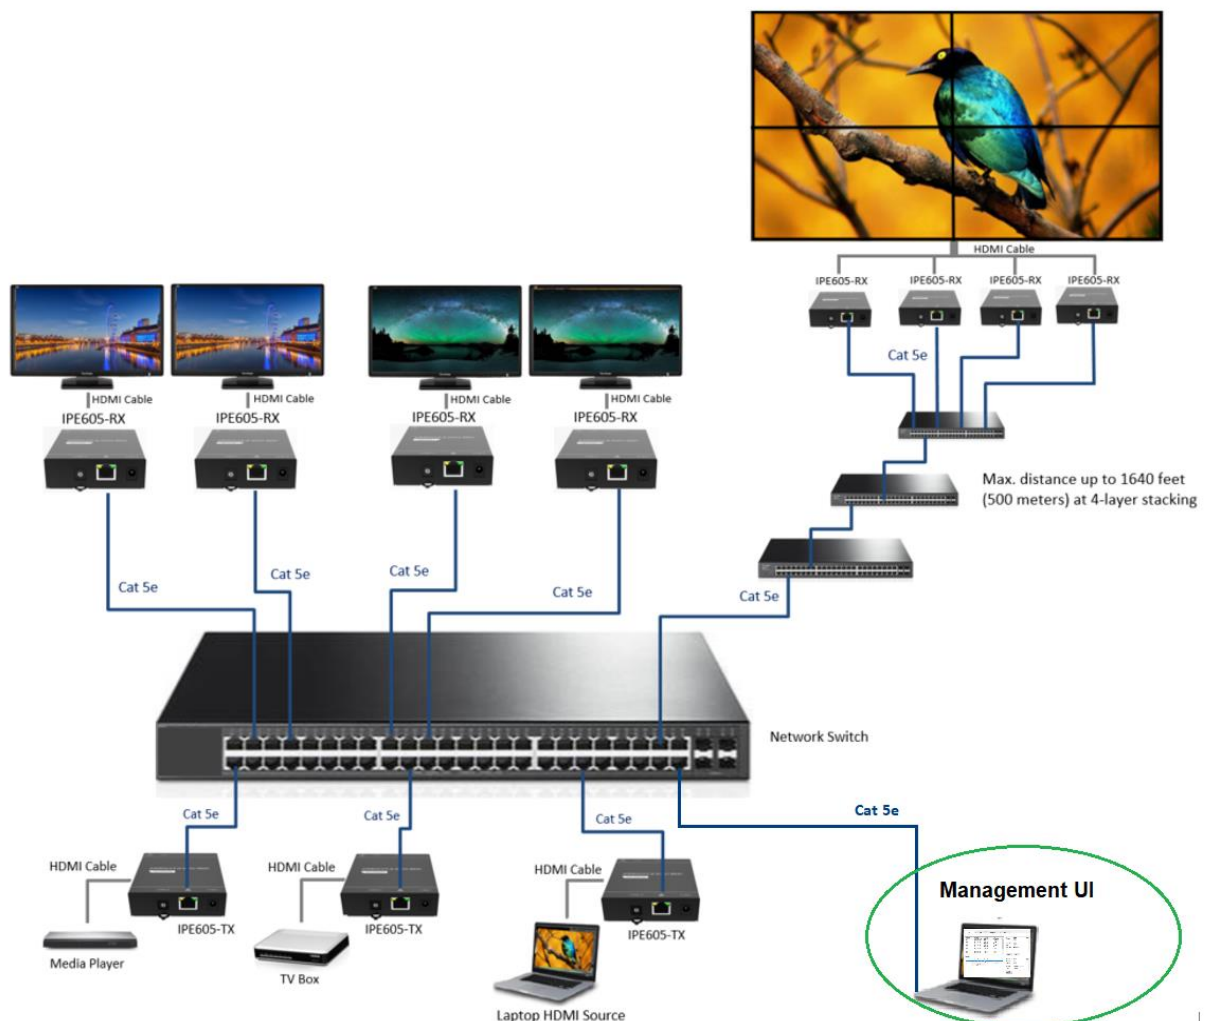 HDMI Cable
IPE605-RX
IPE605-RX
IPE605-RX
IPE605-RX
Cat 5e
HDMI Cable
HDMI Cable
HDMI Cable
HDMI Cable
IPE605-RX
IPE605-RX
IPE605-RX
IPE605-RX
Max. distance up to 1640 feet
(500 meters) at 4-layer stacking
Cat 5e
Cat 5e
Cat 5e
Cat 5e
Cat 5e
Network Switch
Cat 5e
Cat 5e
Cat 5e
Cat 5e
HDMI Cable
HDMI Cable
HDMI Cable
Management UI
IPE605-TX
IPE605-TX
IPE605-TX
Media Player
TV Box
Laptop HDMI Source